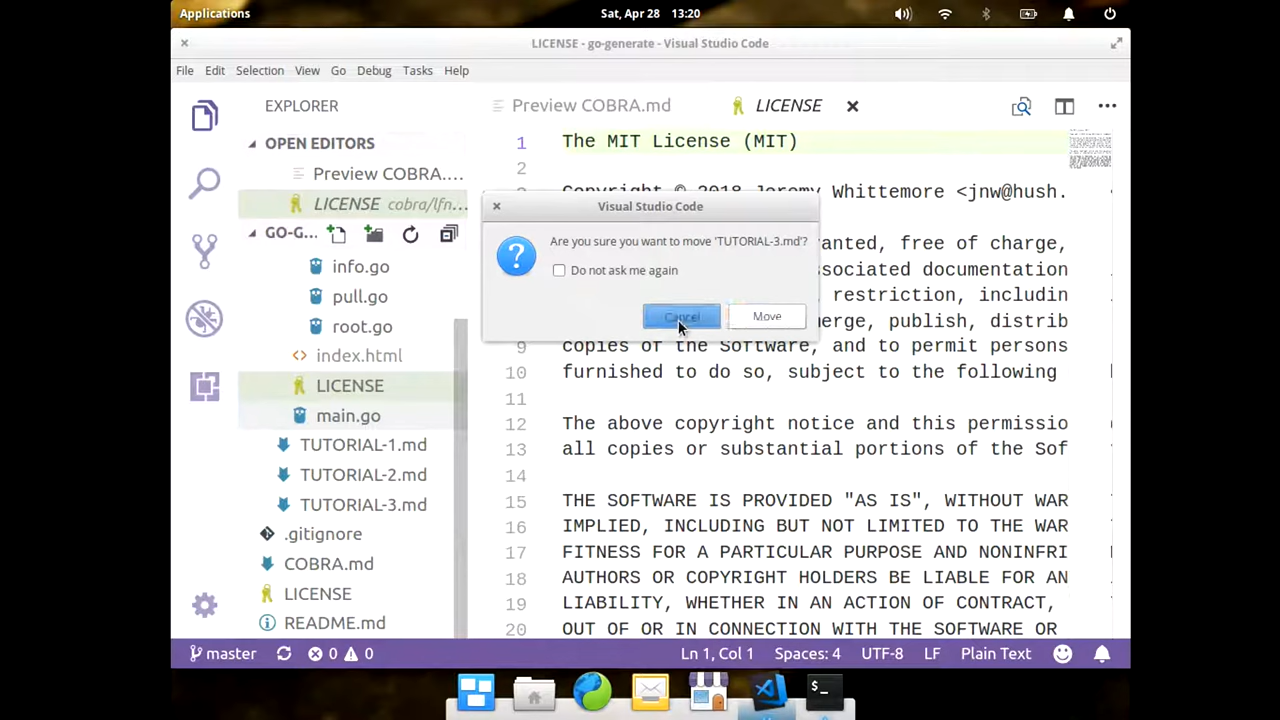 Applications
Sat, Apr 28 13:20
LICENSE - go-generate - Visual Studio Code
File Edit Selection View Go Debug Tasks Help
EXPLORER
OPEN EDITORS
Preview COBRA....
LICENSE cobra/lfn...
GO-G...
info.go
pull.go
root.go
index.html
LICENSE
main.go
TUTORIAL-1.md
TUTORIAL-2.md
TUTORIAL-3.md
.gitignore
COBRA.md
LICENSE
README.md
Preview COBRA.md
LICENSE
1 The MIT License (MIT)
2
Copyright © 2018 Jeremy Whittemore <jnw@hush.
Visual Studio Code
Are you sure you want to move 'TUTORIAL-3.md'?
Do not ask me again
Cancel
Move
ranted, free of charge,
ssociated documentation
restriction, includin
merge, publish, distrib
9 copies of the Software, and to permit persons
10 furnished to do so, subject to the following
11
12 The above copyright notice and this permissio
13 all copies or substantial portions of the Sof
14
15 THE SOFTWARE IS PROVIDED "AS IS", WITHOUT WAR
16 IMPLIED, INCLUDING BUT NOT LIMITED TO THE WAR
17 FITNESS FOR A PARTICULAR PURPOSE AND NONINFRI
18 AUTHORS OR COPYRIGHT HOLDERS BE LIABLE FOR AN
19 LIABILITY, WHETHER IN AN ACTION OF CONTRACT,
20 OUT OF OR IN CONNECTION WITH THE SOFTWARE OR
master 0 0 Ln 1, Col 1 Spaces: 4 UTF-8 LF Plain Text